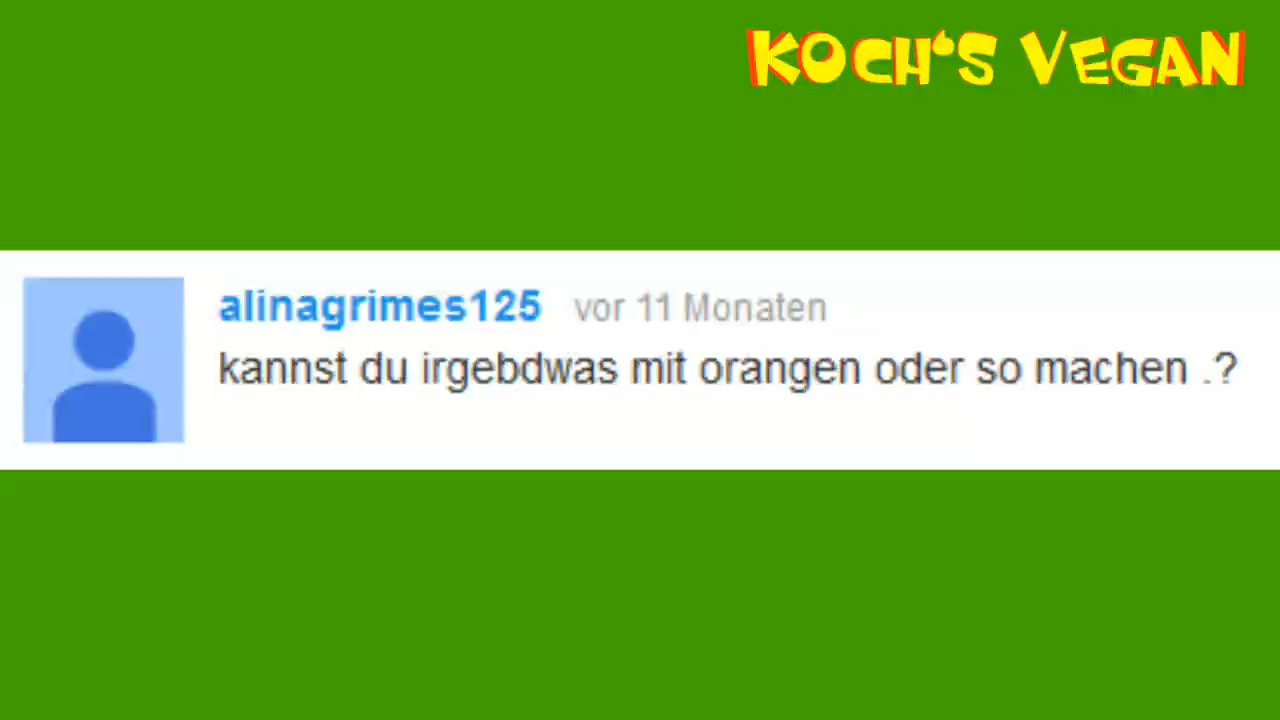 KOCH'S VEGAN
alinagrimes125 vor 11 Monaten
kannst du irgebdwas mit orangen oder so machen .?